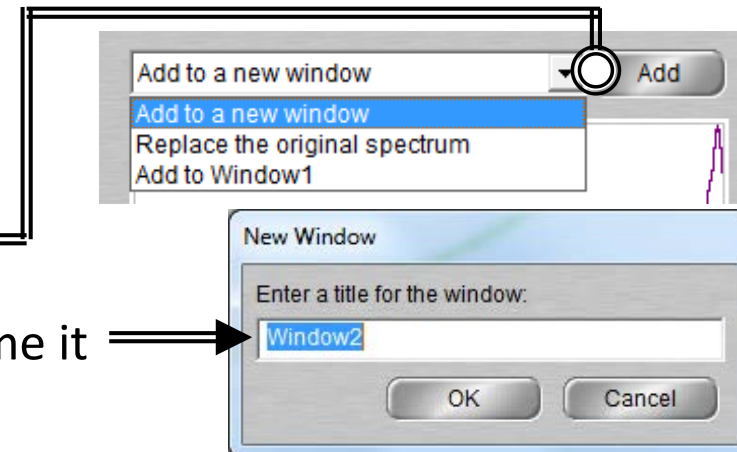 Add to a new window
Add
Add to a new window
Replace the original spectrum
Add to Window1
New Window
Enter a title for the window:
it
Window2
OK
Cancel